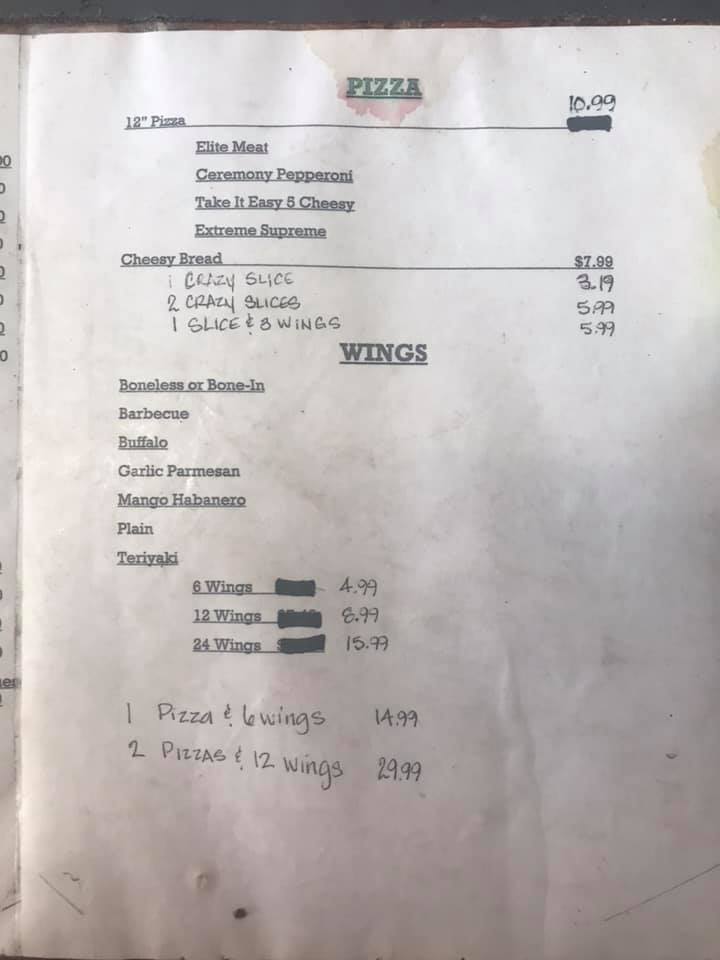 PIZZA
12" Pizza 10.99
Elite Meat
Ceremony Pepperoni
Take It Easy 5 Cheesy
Extreme Supreme
Cheesy Bread $7.99
1 CRAZY SLICE 3.19
2 CRAZY SLICES 5.99
1 SLICE & 3 WINGS 5.99
WINGS
Boneless or Bone-In
Barbecue
Buffalo
Garlic Parmesan
Mango Habanero
Plain
Teriyaki
6 Wings 4.99
12 Wings 8.99
24 Wings $ 15.99
1 Pizza & 6 wings 14.99
2 PIZZAS & 12 Wings 29.99